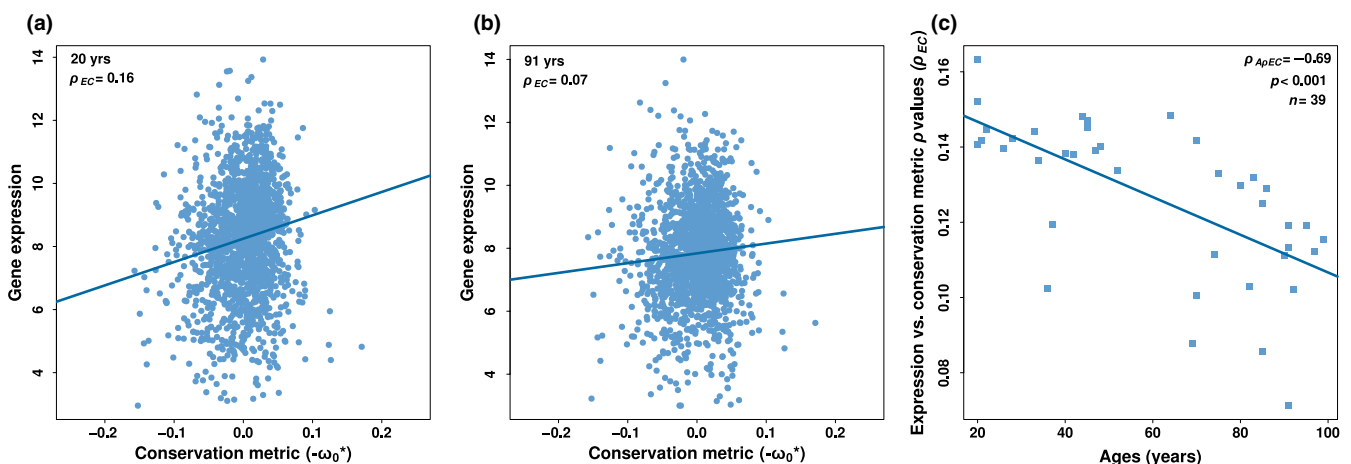 (a)
20 yrs
ρ EC = 0.16
14
12
10
8
6
4
Gene expression
−0.2 −0.1 0.0 0.1 0.2
Conservation metric (-ω0*)
(b)
91 yrs
ρ EC = 0.07
14
12
10
8
6
4
Gene expression
−0.2 −0.1 0.0 0.1 0.2
Conservation metric (-ω0*)
(c)
ρ AρEC = −0.69
p < 0.001
n = 39
0.16
0.14
0.12
0.10
0.08
Expression vs. conservation metric ρ values (ρ EC)
20 40 60 80 100
Ages (years)